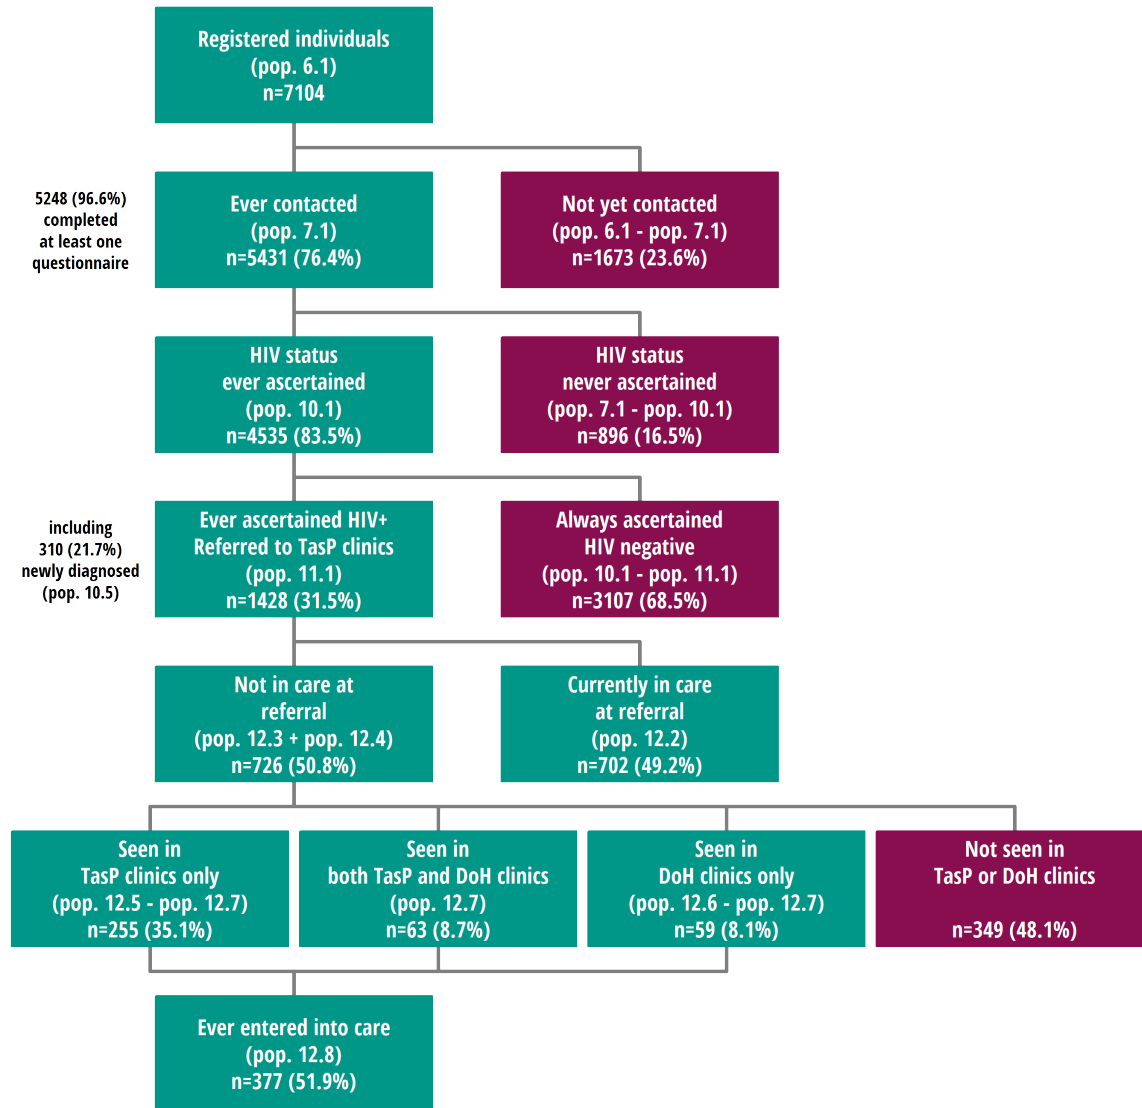 Registered individuals
(pop. 6.1)
n=7104
5248 (96.6%)
completed
at least one
questionnaire
Ever contacted
(pop. 7.1)
n=5431 (76.4%)
Not yet contacted
(pop. 6.1 - pop. 7.1)
n=1673 (23.6%)
HIV status
ever ascertained
(pop. 10.1)
n=4535 (83.5%)
HIV status
never ascertained
(pop. 7.1 - pop. 10.1)
n=896 (16.5%)
including
310 (21.7%)
newly diagnosed
(pop. 10.5)
Ever ascertained HIV+
Referred to TasP clinics
(pop. 11.1)
n=1428 (31.5%)
Always ascertained
HIV negative
(pop. 10.1 - pop. 11.1)
n=3107 (68.5%)
Not in care at
referral
(pop. 12.3 + pop. 12.4)
n=726 (50.8%)
Currently in care
at referral
(pop. 12.2)
n=702 (49.2%)
Seen in
TasP clinics only
(pop. 12.5 - pop. 12.7)
n=255 (35.1%)
Seen in
both TasP and DoH clinics
(pop. 12.7)
n=63 (8.7%)
Seen in
DoH clinics only
(pop. 12.6 - pop. 12.7)
n=59 (8.1%)
Not seen in
TasP or DoH clinics
n=349 (48.1%)
Ever entered into care
(pop. 12.8)
n=377 (51.9%)